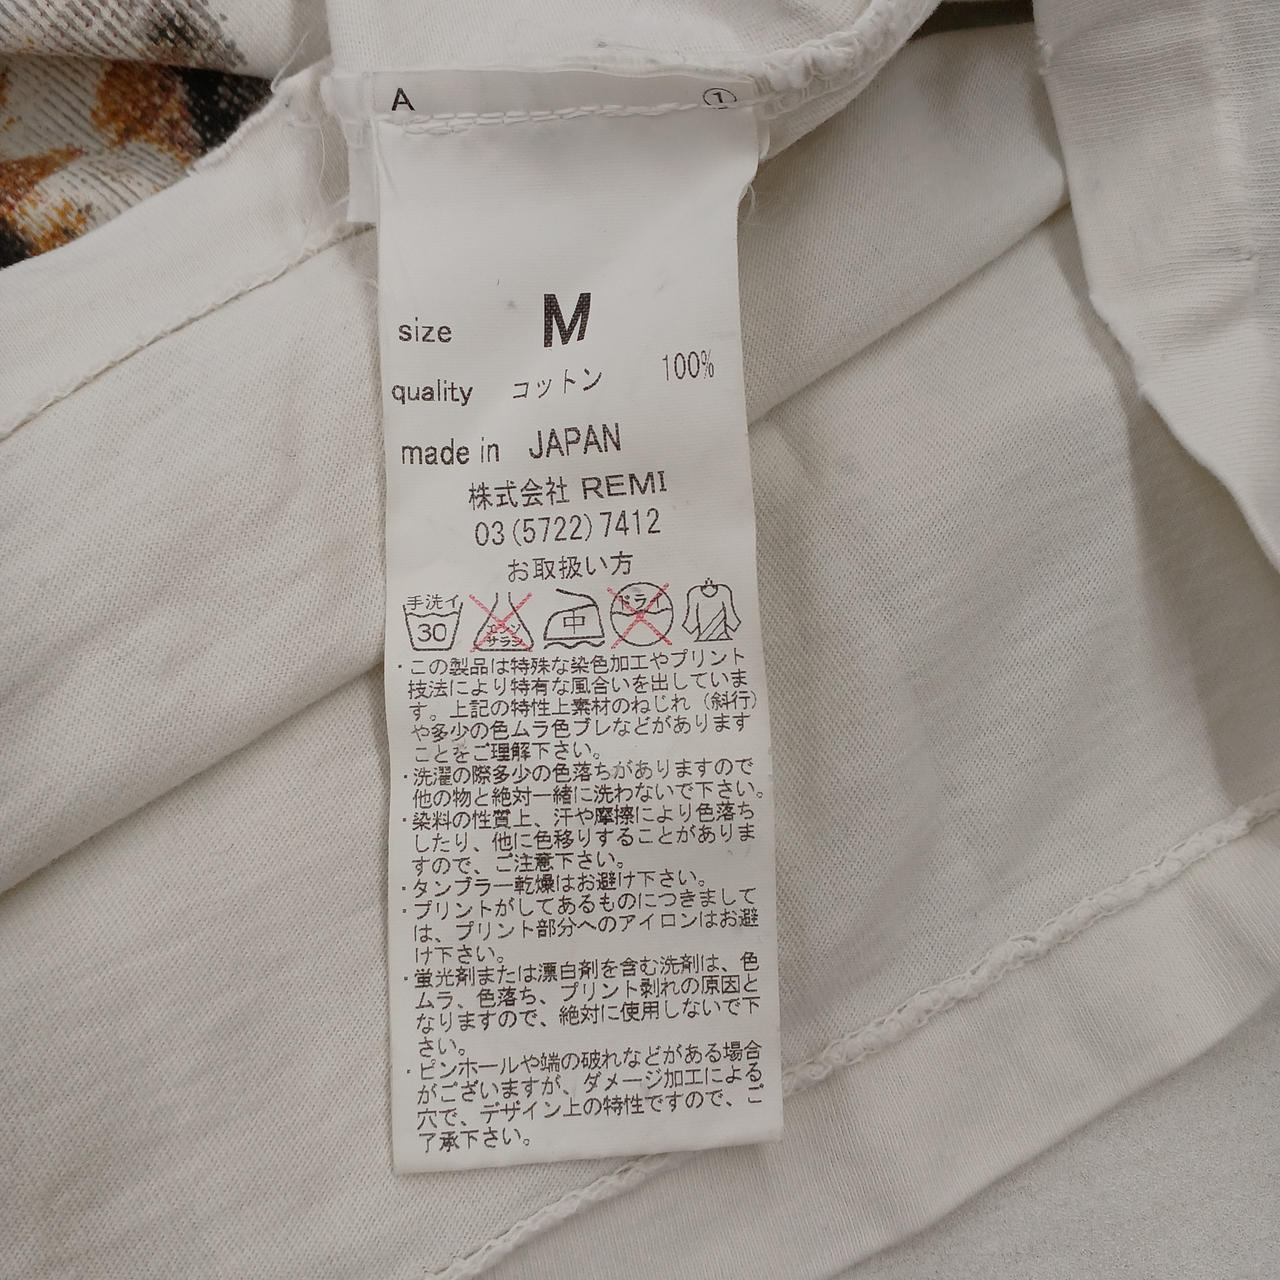 A ①
size M
quality コットン 100%
made in JAPAN
株式会社 REMI
03(5722)7412
お取扱い方
手洗イ 30 エンソ サラシ 中 ドライ
・この製品は特殊な染色加工やプリント
技法により特有な風合いを出していま
す。上記の特性上素材のねじれ（斜行）
や多少の色ムラ色ブレなどがあります
ことをご理解下さい。
・洗濯の際多少の色落ちがありますので
他の物と絶対一緒に洗わないで下さい。
・染料の性質上、汗や摩擦により色落ち
したり、他に色移りすることがありま
すので、ご注意下さい。
・タンブラー乾燥はお避け下さい。
・プリントがしてあるものにつきまして
は、プリント部分へのアイロンはお避
け下さい。
・蛍光剤または漂白剤を含む洗剤は、色
ムラ、色落ち、プリント剥れの原因と
なりますので、絶対に使用しないで下
さい。
・ピンホールや端の破れなどがある場合
がございますが、ダメージ加工による
穴で、デザイン上の特性ですので、ご
了承下さい。